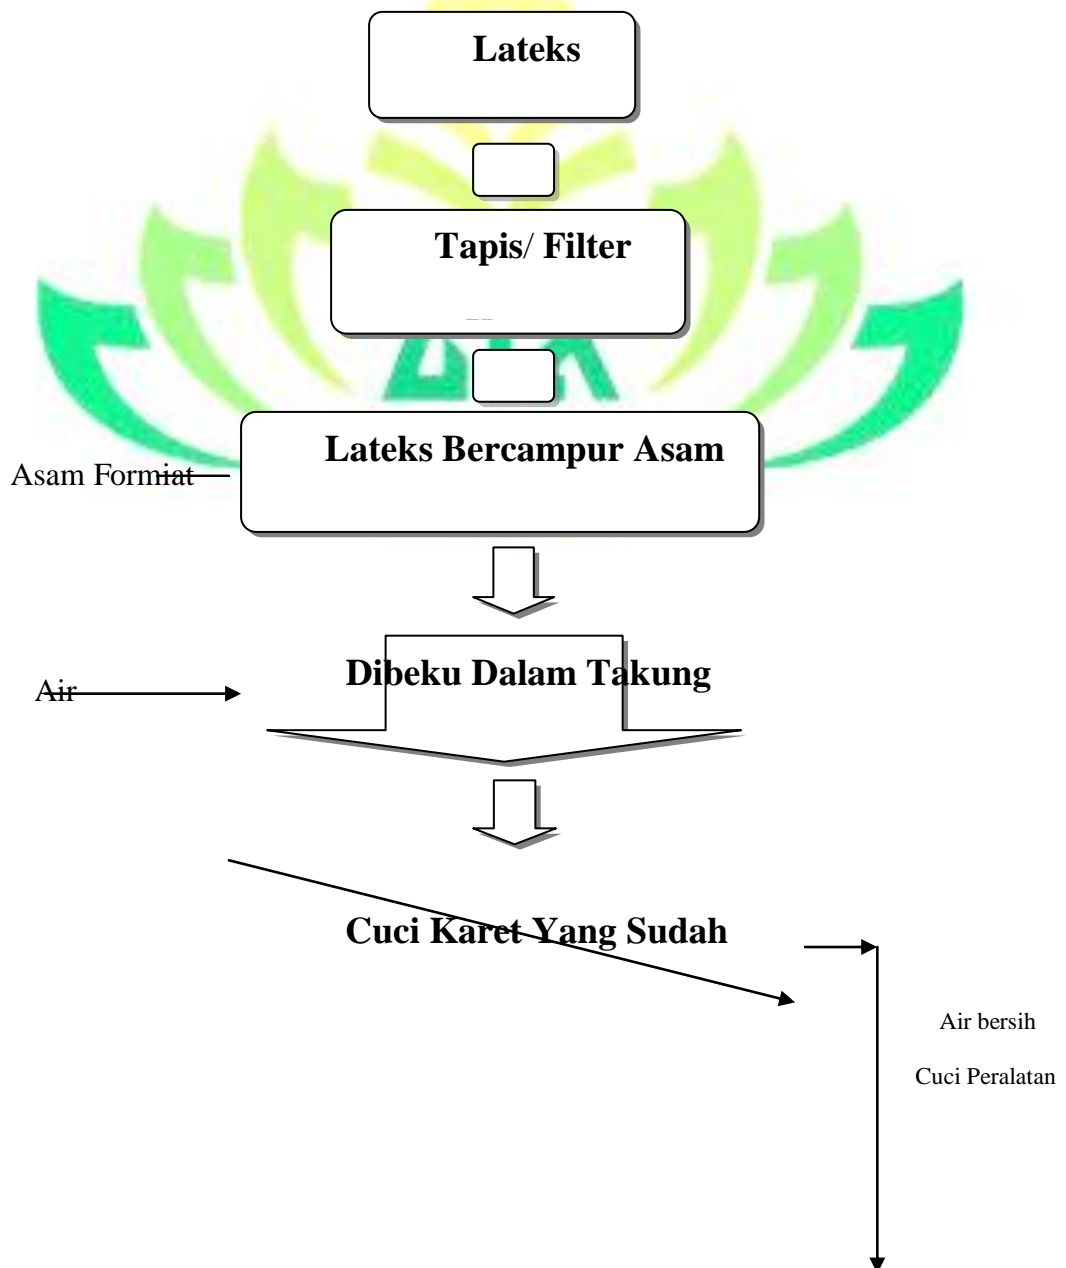 Lateks
Tapis/ Filter
Lateks Bercampur Asam
Asam Formiat
Dibeku Dalam Takung
Air
Cuci Karet Yang Sudah
Air bersih
Cuci Peralatan